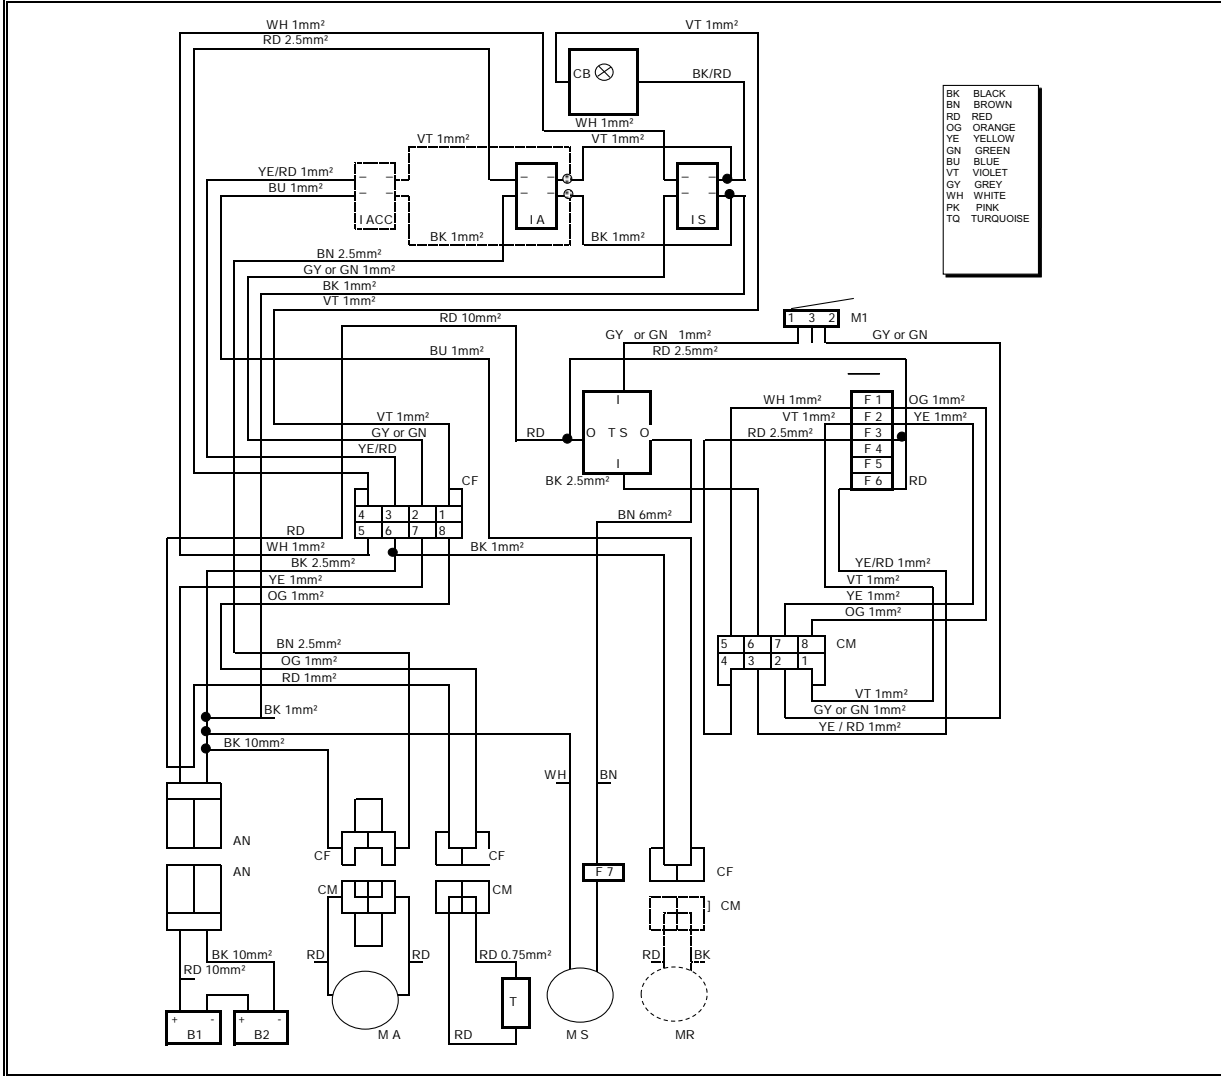 WH 1mm²
VT 1mm²
RD 2.5mm²
CB
BK/RD
BK BLACK
BN BROWN
RD RED
OG ORANGE
YE YELLOW
GN GREEN
BU BLUE
VT VIOLET
GY GREY
WH WHITE
PK PINK
TQ TURQUOISE
WH 1mm²
VT 1mm²
VT 1mm²
YE/RD 1mm²
BU 1mm²
I ACC
I A
I S
BK 1mm²
BK 1mm²
BN 2.5mm²
GY or GN 1mm²
BK 1mm²
VT 1mm²
RD 10mm²
1 3 2
M1
GY or GN 1mm²
GY or GN
BU 1mm²
RD 2.5mm²
I
WH 1mm²
F 1
OG 1mm²
VT 1mm²
VT 1mm²
F 2
YE 1mm²
GY or GN
RD
O T S O
RD 2.5mm²
F 3
YE/RD
F 4
I
F 5
CF
BK 2.5mm²
F 6
RD
4 3 2 1
BN 6mm²
5 6 7 8
RD
WH 1mm²
BK 1mm²
BK 2.5mm²
YE/RD 1mm²
YE 1mm²
VT 1mm²
OG 1mm²
YE 1mm²
OG 1mm²
BN 2.5mm²
5 6 7 8
CM
OG 1mm²
4 3 2 1
RD 1mm²
VT 1mm²
BK 1mm²
GY or GN 1mm²
YE / RD 1mm²
BK 10mm²
WH
BN
AN
CF
CF
AN
F 7
CF
CM
CM
] CM
BK 10mm²
RD
RD
RD 0.75mm²
RD
BK
RD 10mm²
+ -
+ -
T
B1
B2
M A
RD
M S
MR